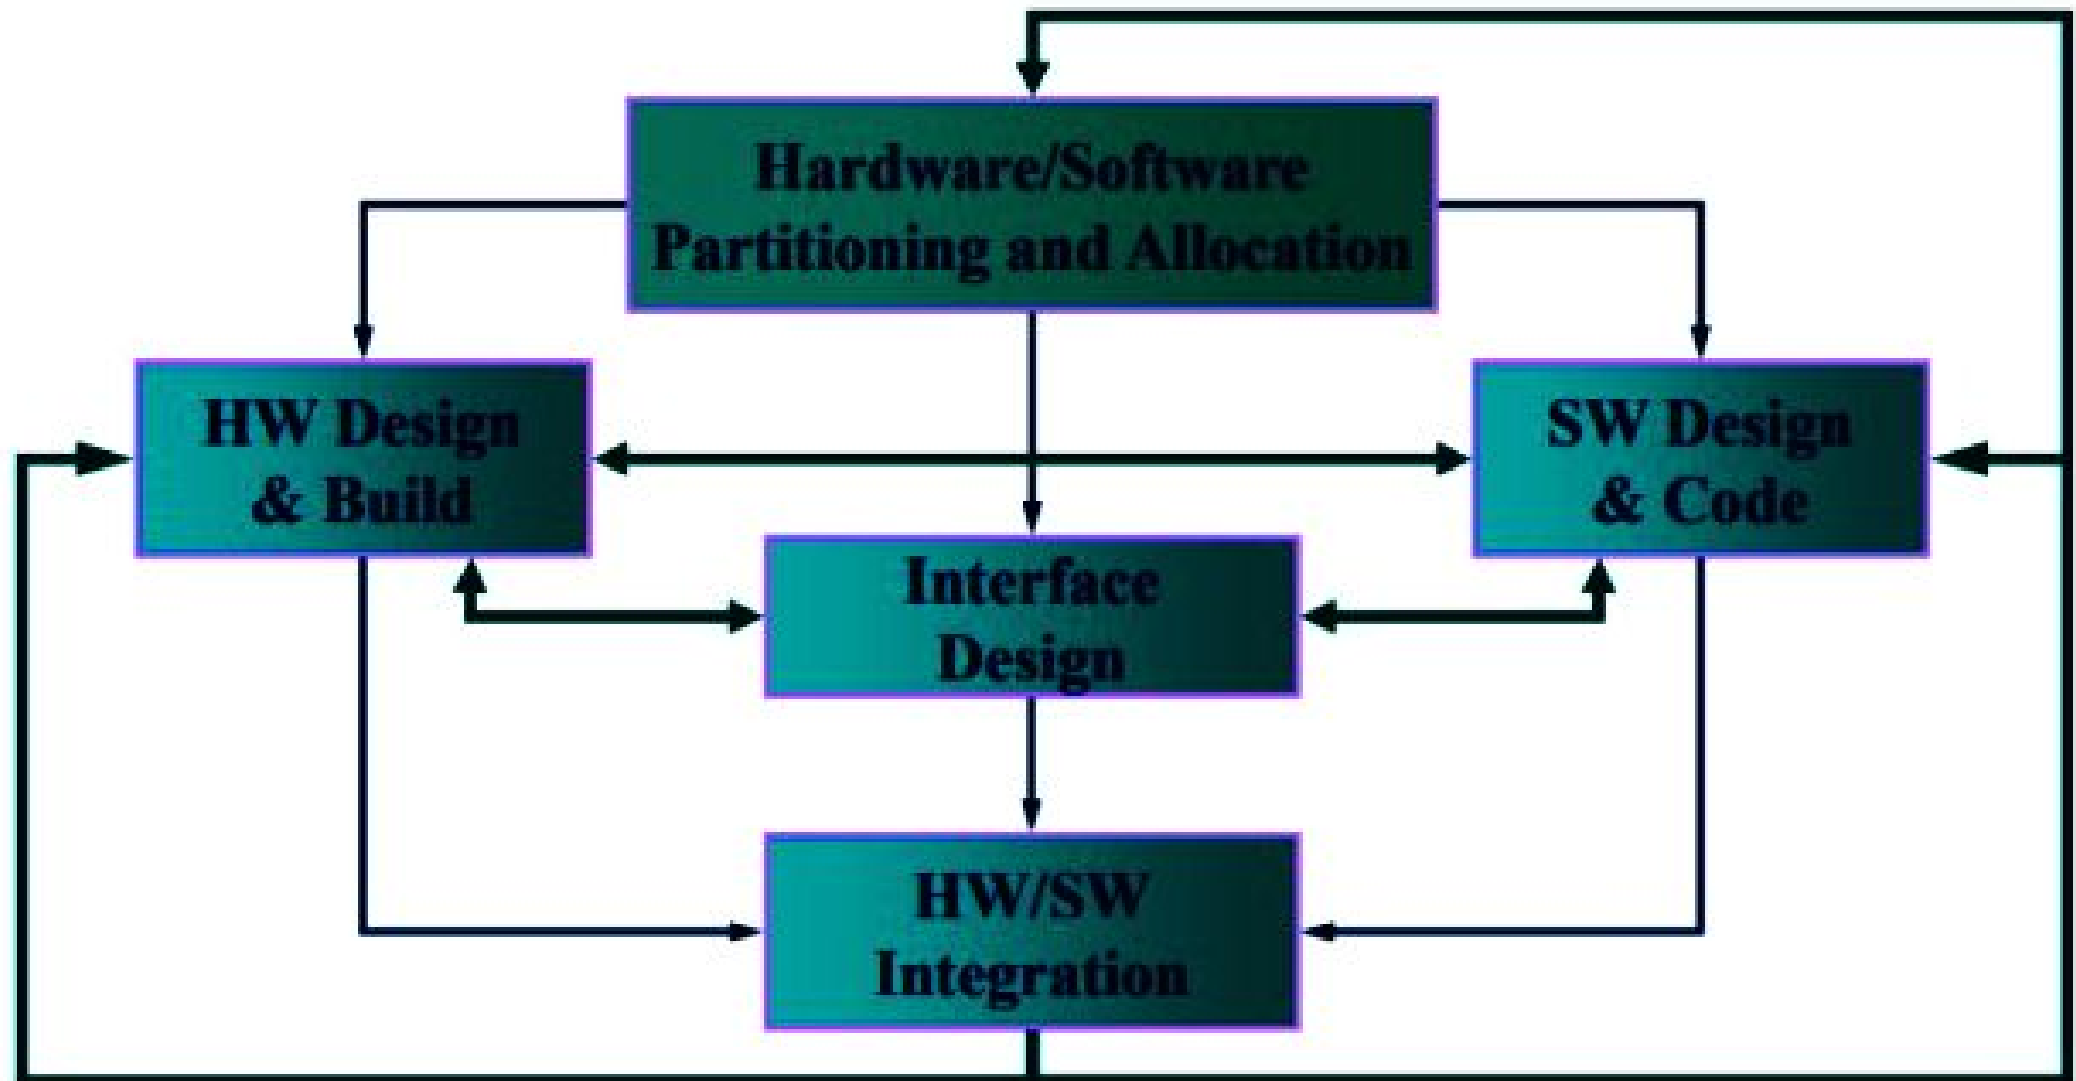 Hardware/Software
Partitioning and Allocation
HW Design
& Build
SW Design
& Code
Interface
Design
HW/SW
Integration